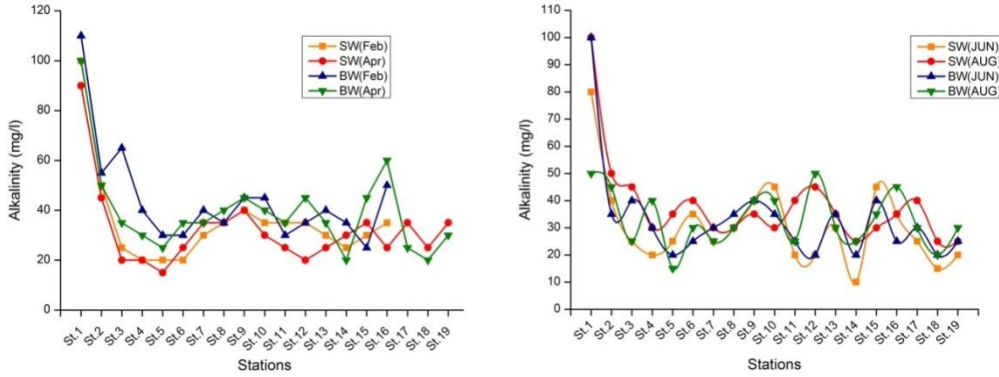 120
100
80
60
40
20
0
Alkalinity (mg/l)
SW(Feb)
SW(Apr)
BW(Feb)
BW(Apr)
St.1 St.2 St.3 St.4 St.5 St.6 St.7 St.8 St.9 St.10 St.11 St.12 St.13 St.14 St.15 St.16 St.17 St.18 St.19
Stations
110
100
90
80
70
60
50
40
30
20
10
0
Alkalinity (mg/l)
SW(JUN)
SW(AUG)
BW(JUN)
BW(AUG)
St.1 St.2 St.3 St.4 St.5 St.6 St.7 St.8 St.9 St.10 St.11 St.12 St.13 St.14 St.15 St.16 St.17 St.18 St.19
Stations